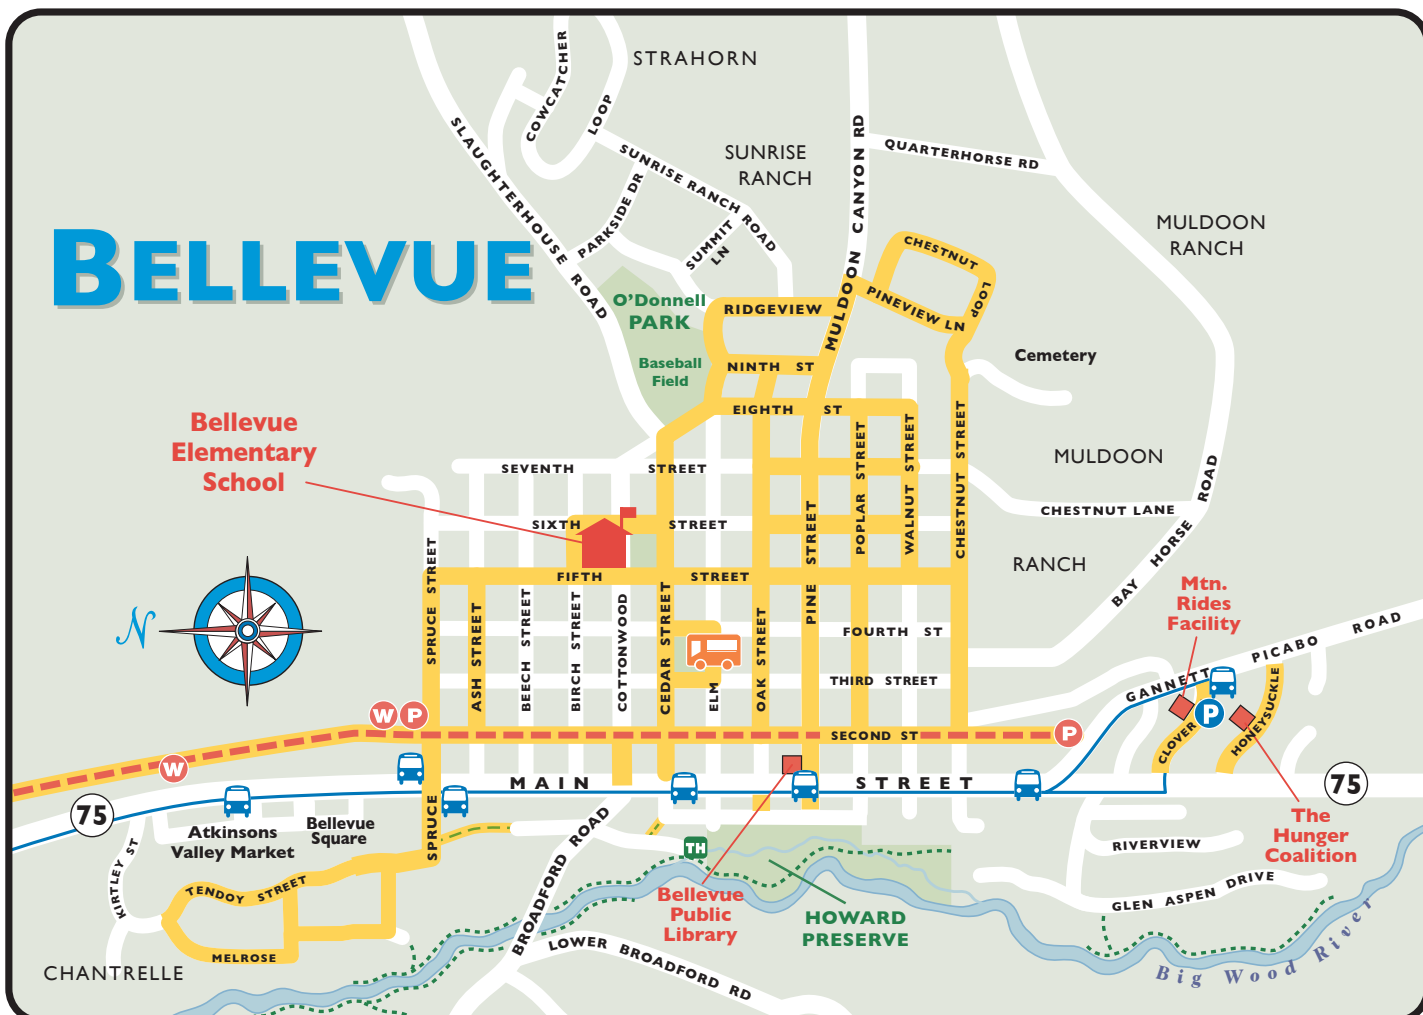 STRAHORN
COWCATCHER
LOOP
SLAUGHTERHOUSE ROAD
SUNRISE RANCH ROAD
SUNRISE
RANCH
MULDOON CANYON RD
QUARTERHORSE RD
PARKSIDE DR
SUMMIT
LN
MULDOON
RANCH
BELLEVUE
CHESTNUT
LOOP
PINEVIEW LN
O'Donnell
PARK
RIDGEVIEW
Baseball
Field
NINTH ST
Cemetery
EIGHTH ST
Bellevue
Elementary
School
SEVENTH STREET
POPLAR STREET
WALNUT STREET
CHESTNUT STREET
MULDOON
RANCH
CHESTNUT LANE
BAY HORSE ROAD
SIXTH STREET
PINE STREET
FIFTH STREET
SPRUCE STREET
ASH STREET
BEECH STREET
BIRCH STREET
COTTONWOOD
CEDAR STREET
ELM
OAK STREET
FOURTH ST
THIRD STREET
SECOND ST
N
Mtn.
Rides
Facility
GANNETT
PICABO ROAD
P
CLOVER
HONEYSUCKLE
W P
W
P
MAIN STREET
75
75
Atkinsons
Valley Market
Bellevue
Square
SPRUCE
KIRTLEY ST
TENDOY STREET
MELROSE
CHANTRELLE
BROADFORD ROAD
LOWER BROADFORD RD
TH
Bellevue
Public
Library
HOWARD
PRESERVE
RIVERVIEW
GLEN ASPEN DRIVE
The
Hunger
Coalition
Big Wood River